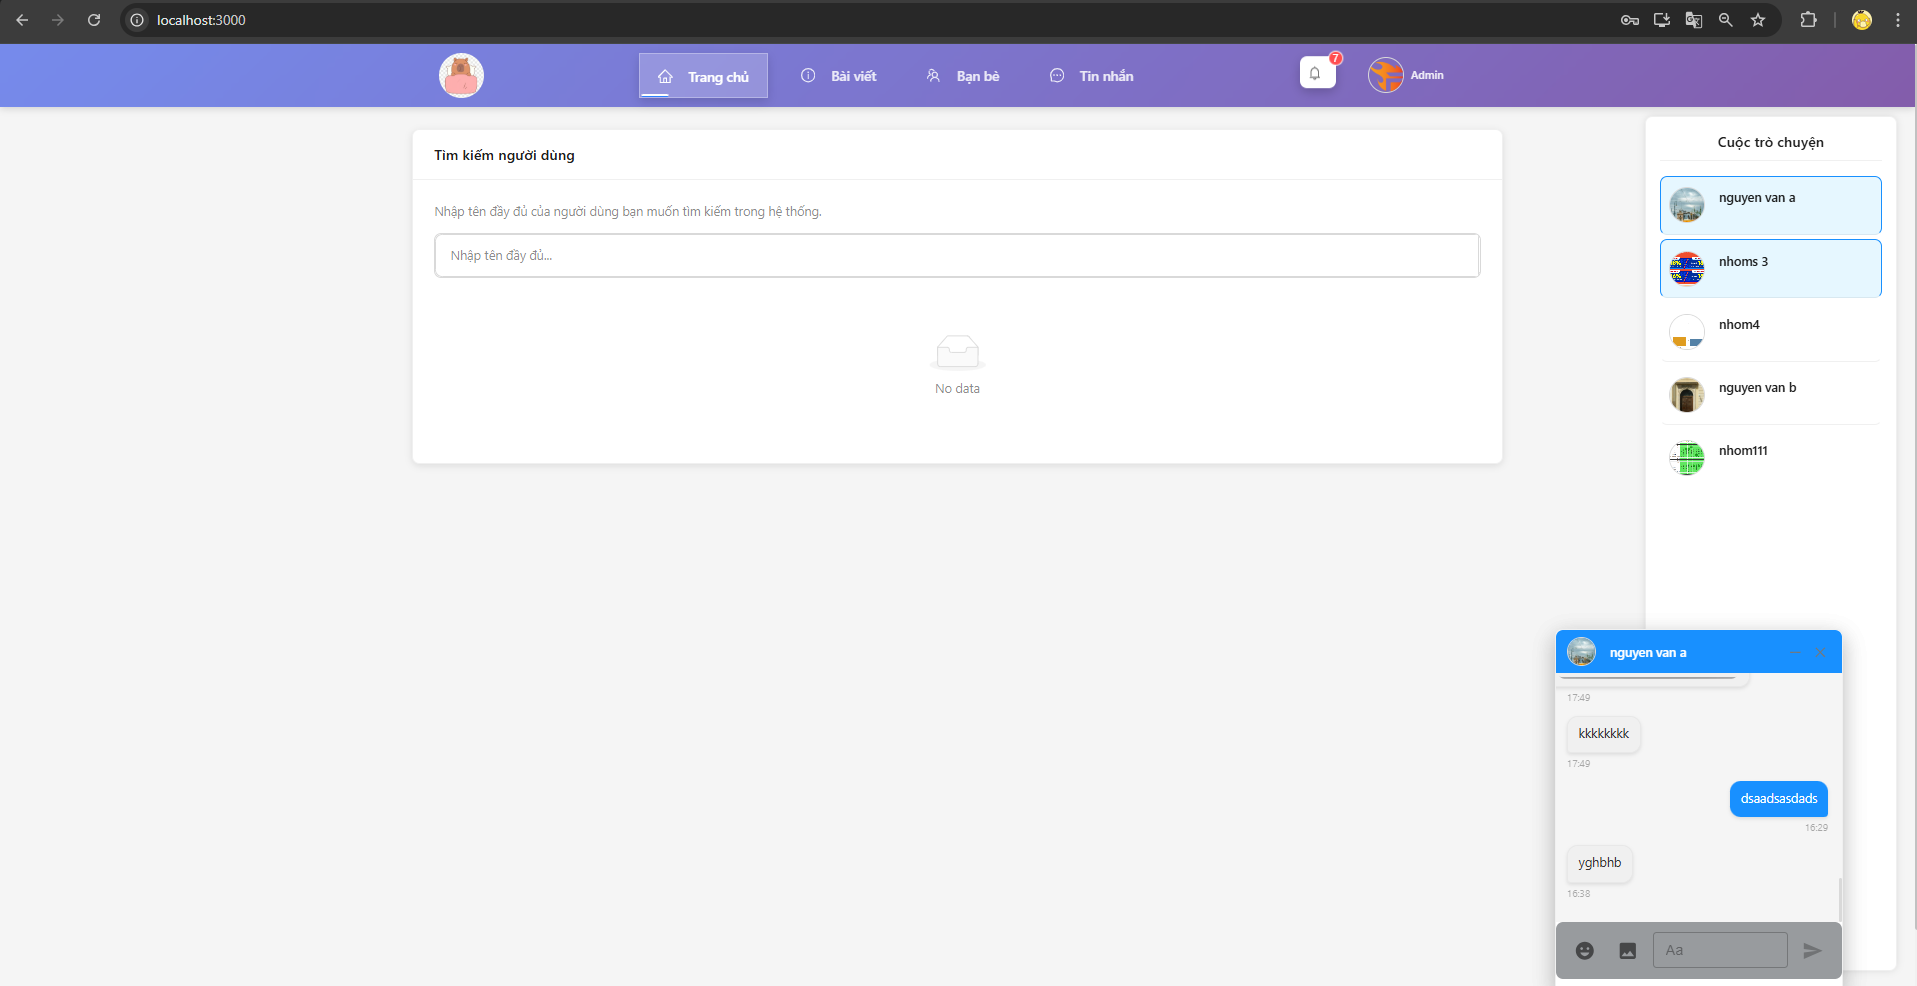 localhost:3000
Trang chủ
Bài viết
Bạn bè
Tin nhắn
7
Admin
Tìm kiếm người dùng
Nhập tên đầy đủ của người dùng bạn muốn tìm kiếm trong hệ thống.
Nhập tên đầy đủ...
No data
Cuộc trò chuyện
nguyen van a
nhoms 3
nhom4
nguyen van b
nhom111
nguyen van a
17:49
kkkkkkkk
17:49
dsaadsasdads
16:29
yghbhb
16:38
Aa